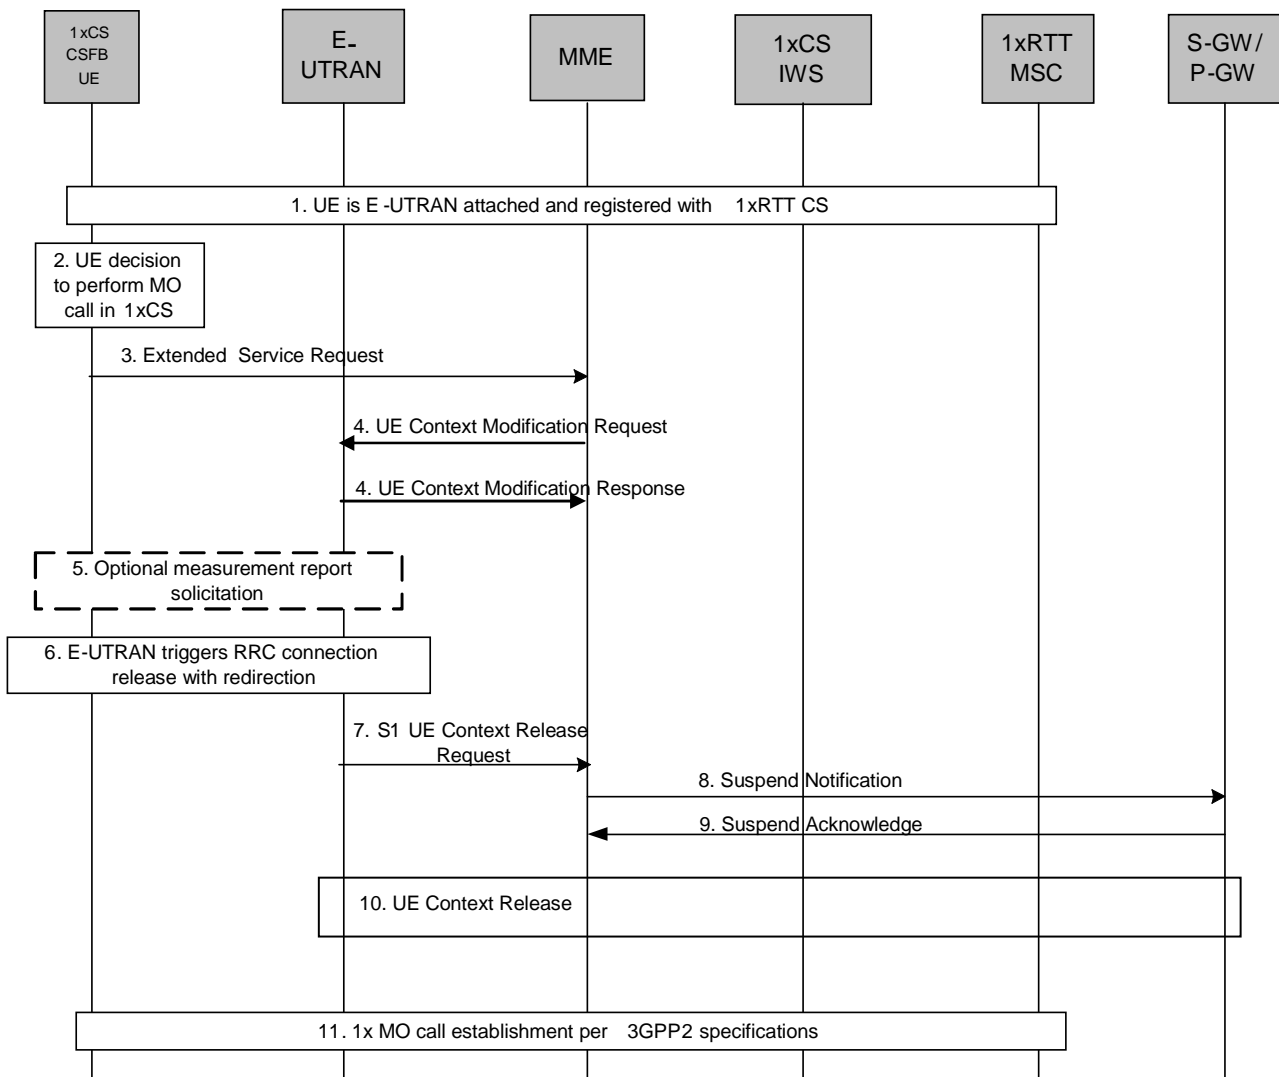 1xCS
CSFB
UE
E-
UTRAN
MME
1xCS
IWS
1xRTT
MSC
S-GW/
P-GW
1. UE is E-UTRAN attached and registered with 1xRTT CS
2. UE decision
to perform MO
call in 1xCS
3. Extended Service Request
4. UE Context Modification Request
4. UE Context Modification Response
5. Optional measurement report
solicitation
6. E-UTRAN triggers RRC connection
release with redirection
7. S1 UE Context Release
Request
8. Suspend Notification
9. Suspend Acknowledge
10. UE Context Release
11. 1x MO call establishment per 3GPP2 specifications